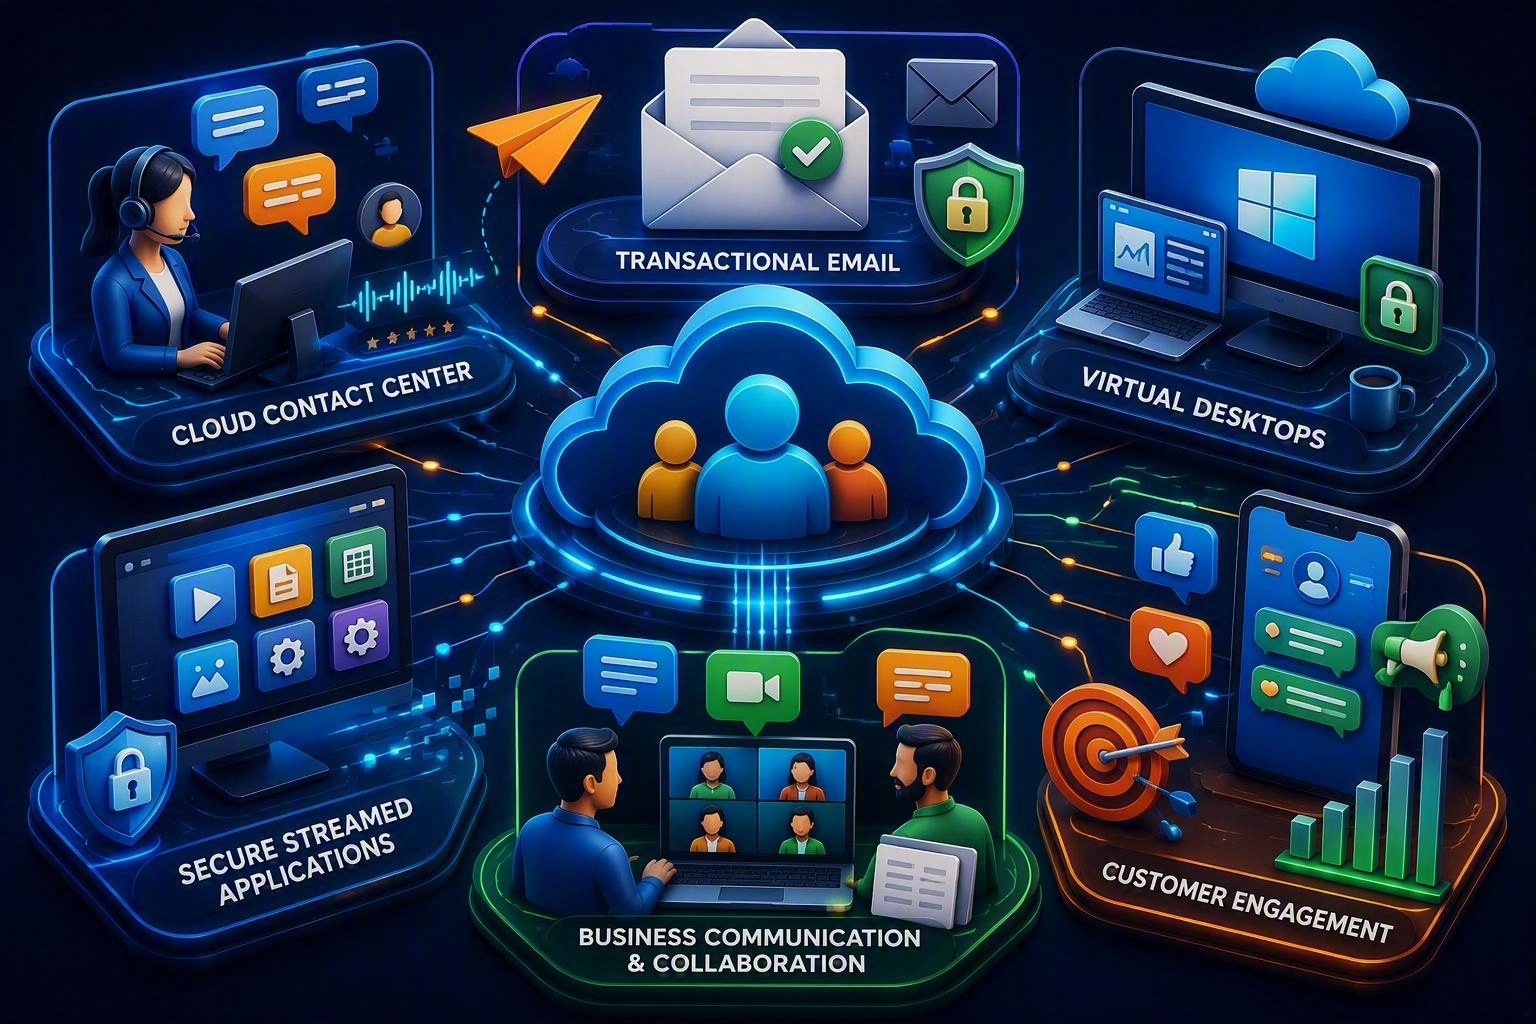 TRANSACTIONAL EMAIL
CLOUD CONTACT CENTER
VIRTUAL DESKTOPS
SECURE STREAMED
APPLICATIONS
BUSINESS COMMUNICATION
& COLLABORATION
CUSTOMER ENGAGEMENT